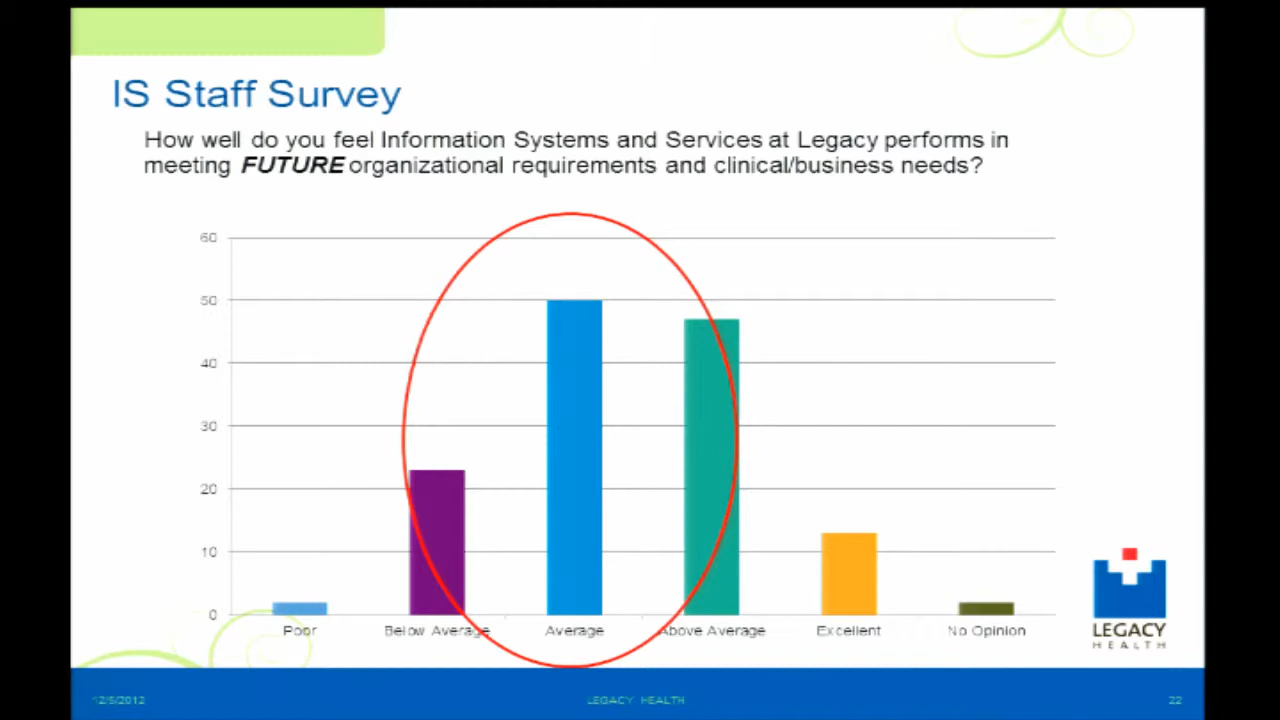 IS Staff Survey
How well do you feel Information Systems and Services at Legacy performs in
meeting FUTURE organizational requirements and clinical/business needs?
60
50
40
30
20
10
0
Poor Below Average Average Above Average Excellent No Opinion
LEGACY
HEALTH
12/5/2012 LEGACY HEALTH 22